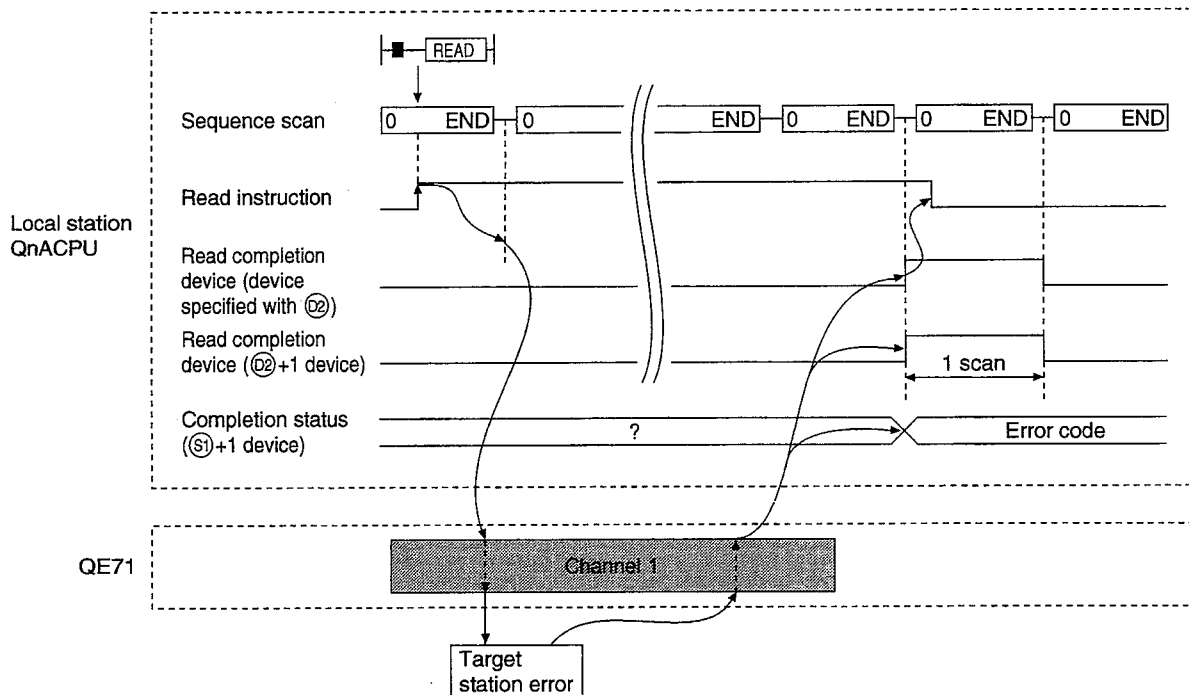 READ
Sequence scan
0 END 0 END 0 END 0 END 0 END
Read instruction
Local station
QnACPU
Read completion
device (device
specified with D2)
Read completion
device (D2+1 device)
1 scan
Completion status
(S1+1 device)
?
Error code
QE71
Channel 1
Target
station error